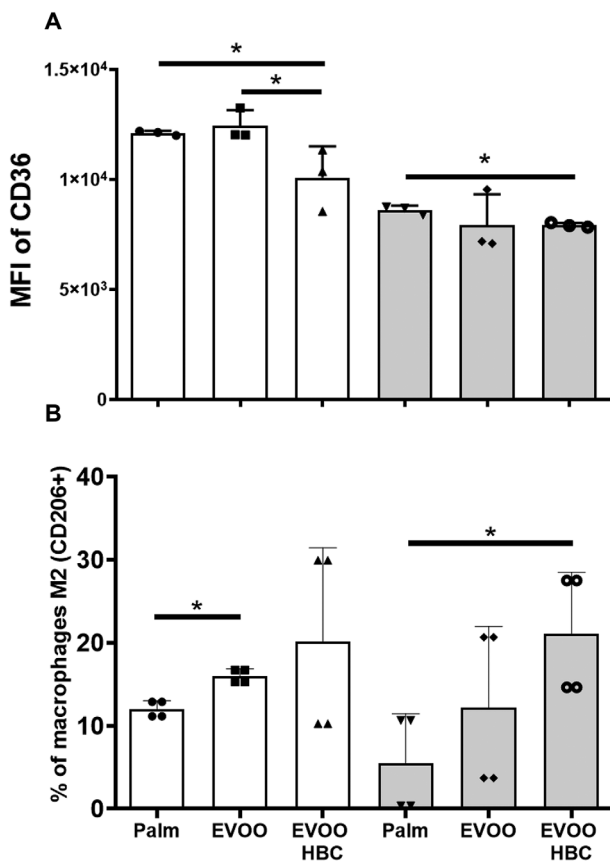 A
*
*
*
1.5×10⁴
1×10⁴
5×10³
0
MFI of CD36
B
*
*
40
30
20
10
0
% of macrophages M2 (CD206+)
Palm EVOO EVOO Palm EVOO EVOO
HBC HBC